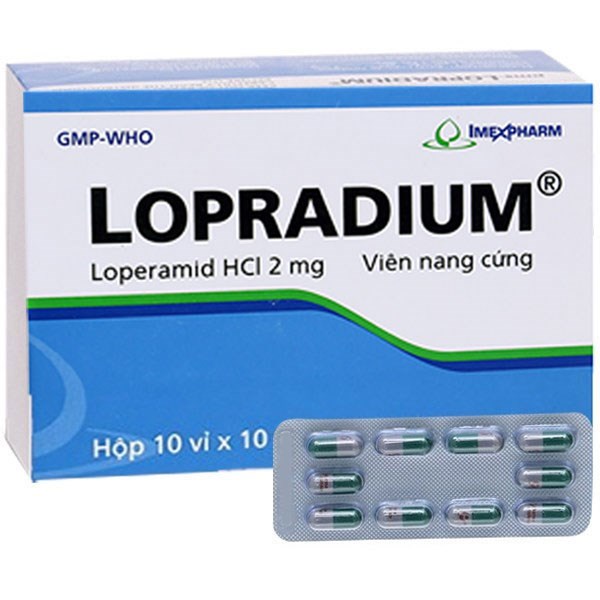 LOPRADIUM®
GMP-WHO
IMEXPHARM
LOPRADIUM®
Loperamid HCl 2 mg Viên nang cứng
Hộp 10 vỉ x 10